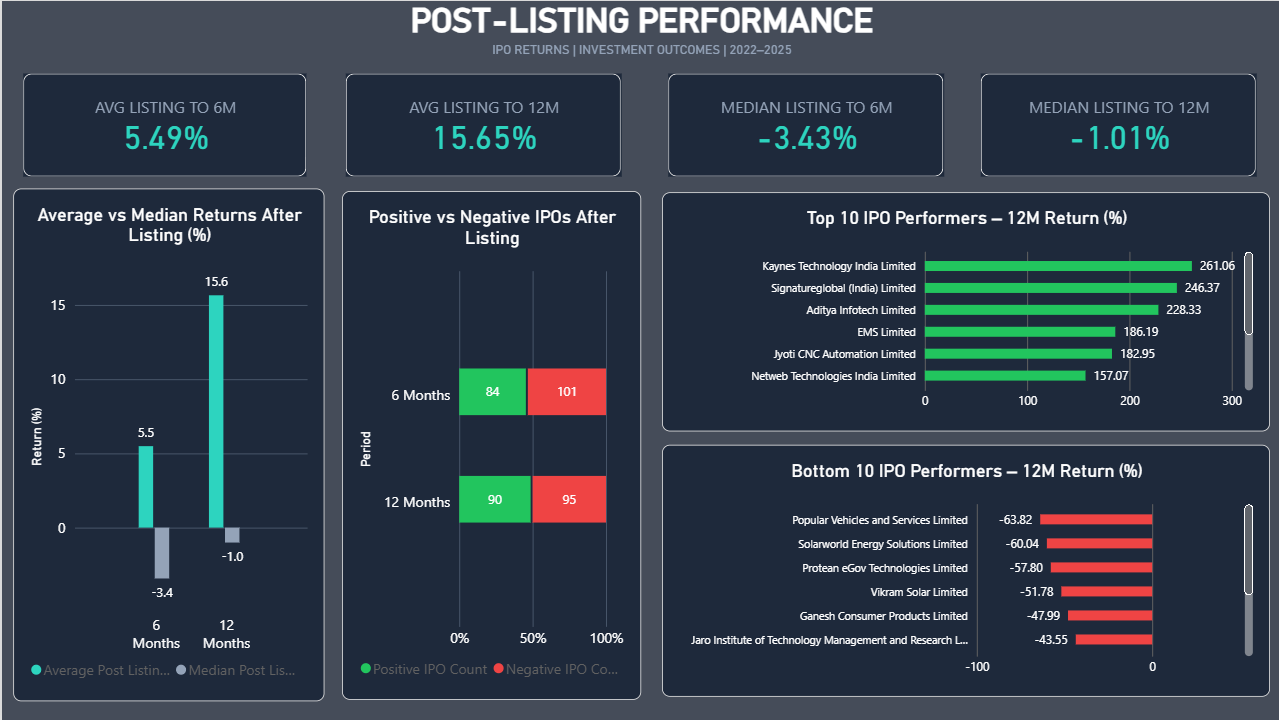 POST-LISTING PERFORMANCE
IPO RETURNS | INVESTMENT OUTCOMES | 2022–2025
AVG LISTING TO 6M
5.49%
AVG LISTING TO 12M
15.65%
MEDIAN LISTING TO 6M
-3.43%
MEDIAN LISTING TO 12M
-1.01%
Average vs Median Returns After
Listing (%)
Return (%)
15
10
5
0
5.5
-3.4
15.6
-1.0
6
Months
12
Months
Average Post Listin...
Median Post Lis...
Positive vs Negative IPOs After
Listing
Period
6 Months
84
101
12 Months
90
95
0%
50%
100%
Positive IPO Count
Negative IPO Co...
Top 10 IPO Performers – 12M Return (%)
Kaynes Technology India Limited
261.06
Signatureglobal (India) Limited
246.37
Aditya Infotech Limited
228.33
EMS Limited
186.19
Jyoti CNC Automation Limited
182.95
Netweb Technologies India Limited
157.07
0
100
200
300
Bottom 10 IPO Performers – 12M Return (%)
Popular Vehicles and Services Limited
-63.82
Solarworld Energy Solutions Limited
-60.04
Protean eGov Technologies Limited
-57.80
Vikram Solar Limited
-51.78
Ganesh Consumer Products Limited
-47.99
Jaro Institute of Technology Management and Research L...
-43.55
-100
0